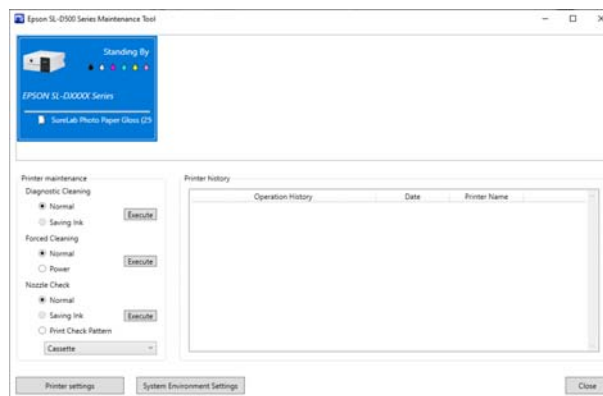 Epson SL-D500 Series Maintenance Tool
Standing By
EPSON SL-DXXXX Series
SureLab Photo Paper Gloss (25
Printer maintenance
Diagnostic Cleaning
Normal
Saving Ink
Execute
Forced Cleaning
Normal
Power
Execute
Nozzle Check
Normal
Saving Ink
Execute
Print Check Pattern
Cassette
Printer history
Operation History Date Printer Name
Printer settings System Environment Settings Close